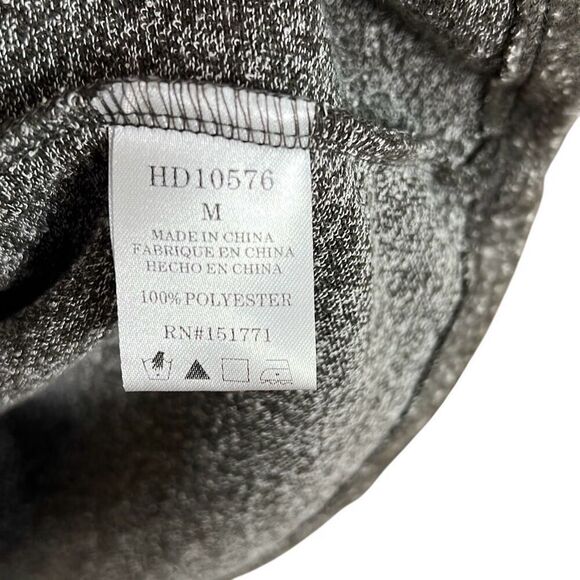 HD10576
M
MADE IN CHINA
FABRIQUE EN CHINA
HECHO EN CHINA
100%POLYESTER
RN#151771